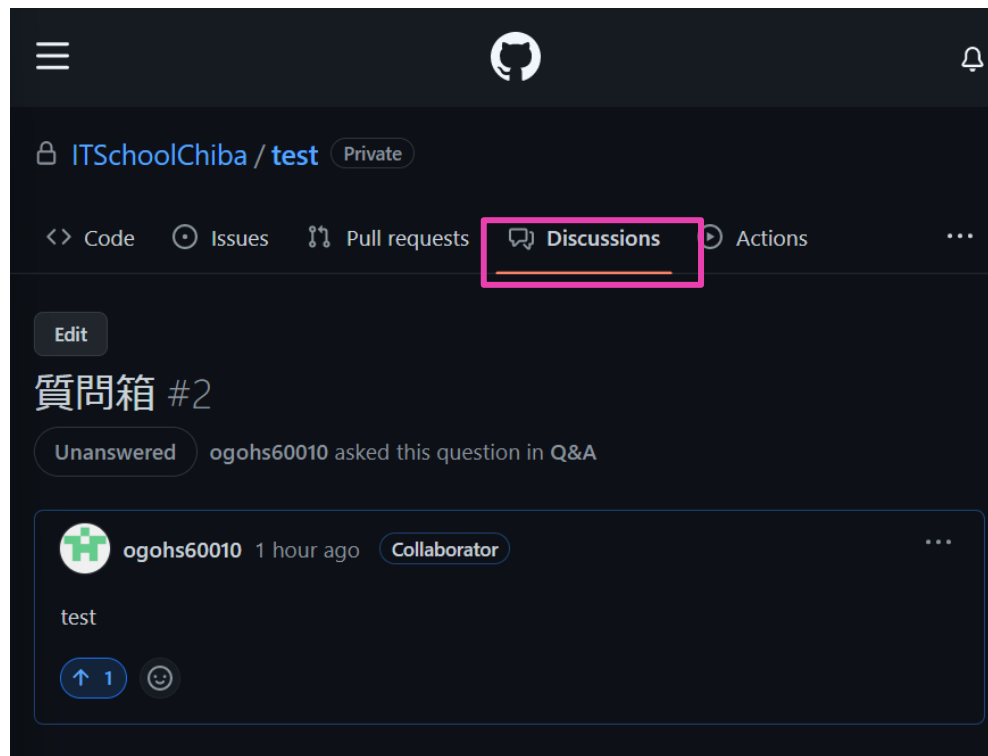 ITSchoolChiba / test Private
Code Issues Pull requests Discussions Actions
Edit
質問箱 #2
Unanswered ogohs60010 asked this question in Q&A
ogohs60010 1 hour ago Collaborator
test
1